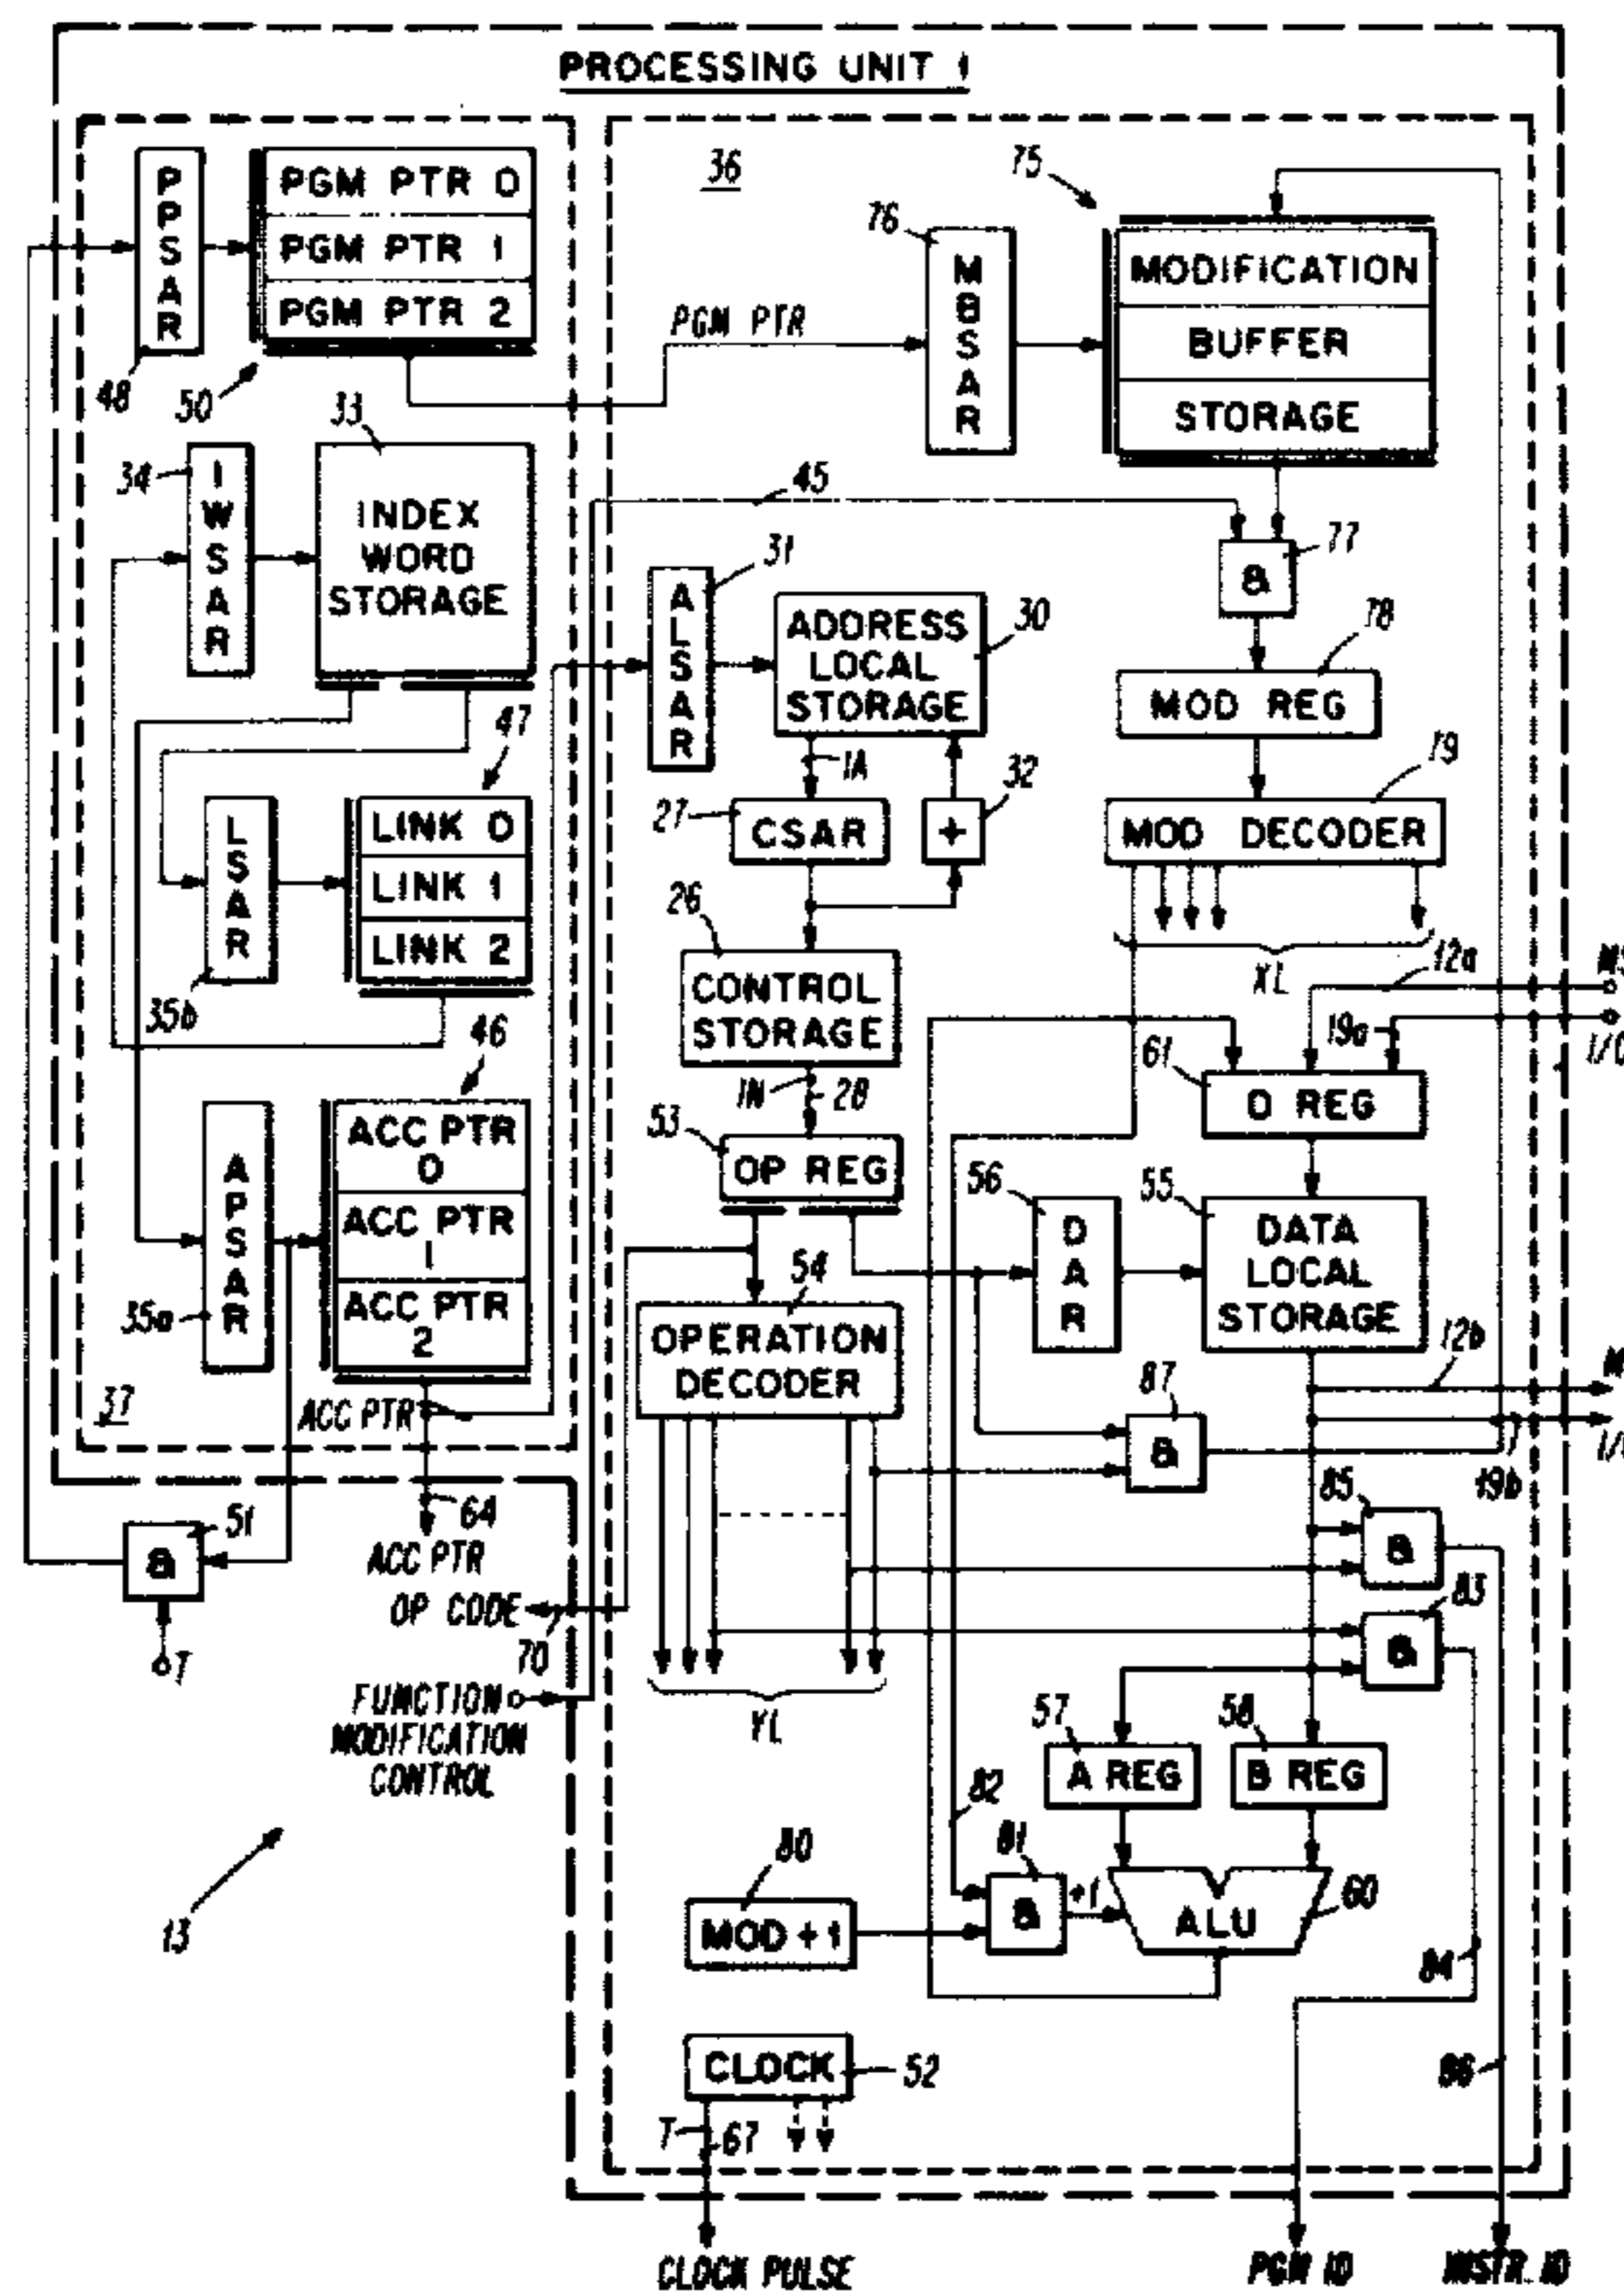 PROCESSING UNIT 1
PPSAR
48
PGM PTR 0
PGM PTR 1
PGM PTR 2
50
36
75
76
MBSAR
MODIFICATION
BUFFER
STORAGE
PGM PTR
33
34
IWSAR
INDEX
WORD
STORAGE
45
77
&
31
ALSAR
ADDRESS
LOCAL
STORAGE
30
78
MOD REG
47
1A
32
79
LSAR
35b
LINK 0
LINK 1
LINK 2
27
CSAR
+
MOD DECODER
XL
12a
26
CONTROL
STORAGE
19a
46
61
D REG
1N
28
53
OP REG
APSAR
35a
ACC PTR
0
ACC PTR
1
ACC PTR
2
56
DAR
55
DATA
LOCAL
STORAGE
54
OPERATION
DECODER
12b
87
&
37
ACC PTR
19b
51
&
T
64
ACC PTR
OP CODE
70
85
&
83
&
FUNCTION
MODIFICATION
CONTROL
YL
57
A REG
58
B REG
82
13
80
MOD +1
81
&
+1
ALU
60
84
CLOCK
52
86
T
67
CLOCK PULSE
PGM ID
INSTR. ID